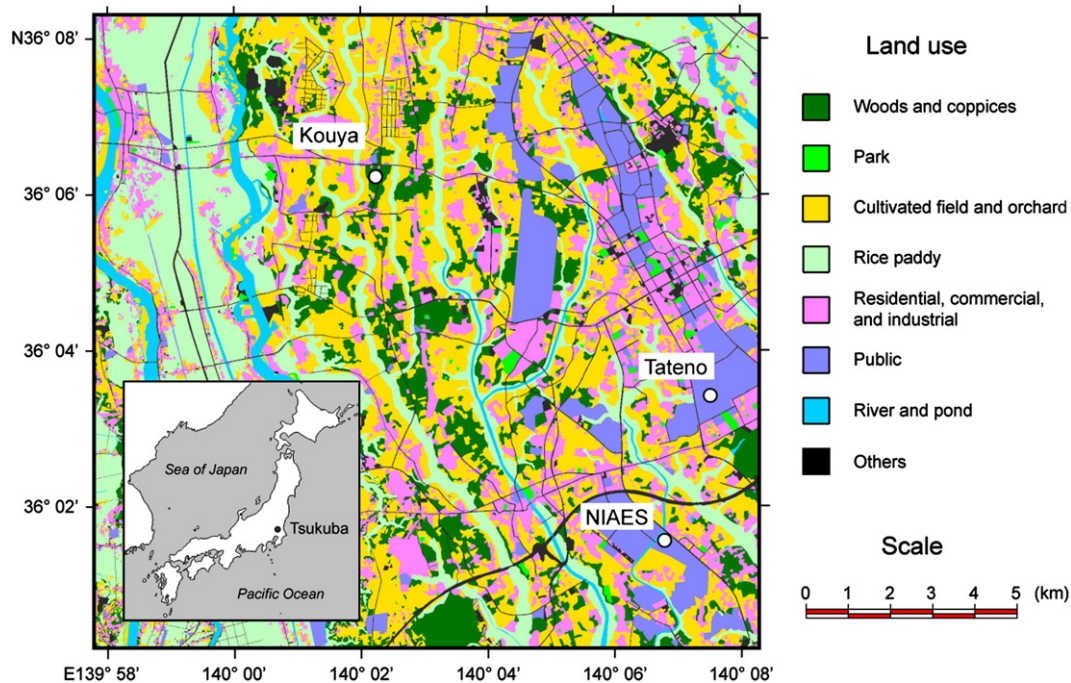 N36° 08'
36° 06'
36° 04'
36° 02'
E139° 58'
140° 00'
140° 02'
140° 04'
140° 06'
140° 08'
Kouya
Tateno
NIAES
Sea of Japan
Tsukuba
Pacific Ocean
Land use
Woods and coppices
Park
Cultivated field and orchard
Rice paddy
Residential, commercial,
and industrial
Public
River and pond
Others
Scale
0 1 2 3 4 5 (km)